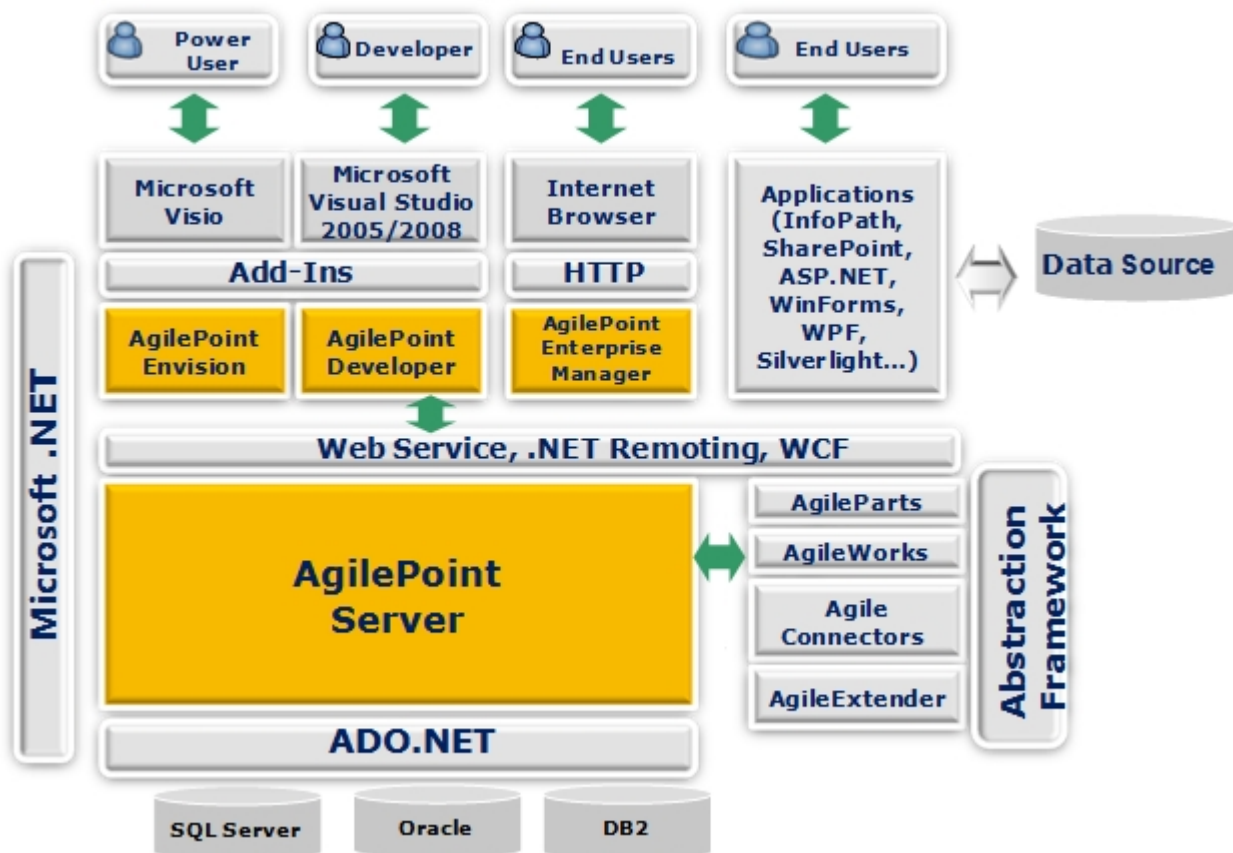 Power
User
Developer
End Users
End Users
Microsoft
Visio
Microsoft
Visual Studio
2005/2008
Internet
Browser
Applications
(InfoPath,
SharePoint,
ASP.NET,
WinForms,
WPF,
Silverlight...)
Data Source
Add-Ins
HTTP
AgilePoint
Envision
AgilePoint
Developer
AgilePoint
Enterprise
Manager
Microsoft .NET
Web Service, .NET Remoting, WCF
AgilePoint
Server
AgileParts
AgileWorks
Agile
Connectors
AgileExtender
Abstraction
Framework
ADO.NET
SQL Server
Oracle
DB2